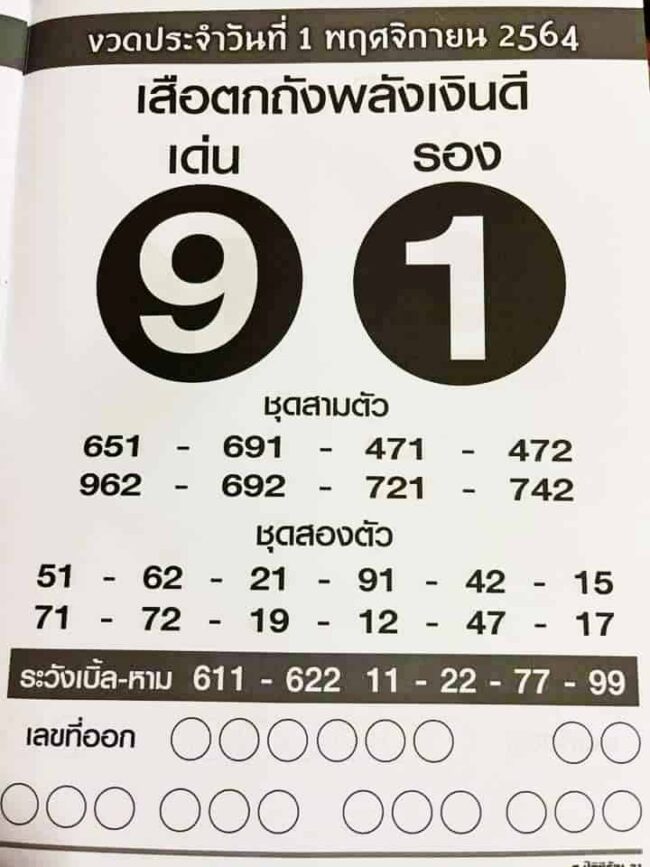 งวดประจำวันที่ 1 พฤศจิกายน 2564
เสือตกถังพลังเงินดี
เด่น รอง
9 1
ชุดสามตัว
651 - 691 - 471 - 472
962 - 692 - 721 - 742
ชุดสองตัว
51 - 62 - 21 - 91 - 42 - 15
71 - 72 - 19 - 12 - 47 - 17
ระวังเบิ้ล-หาม 611 - 622 11 - 22 - 77 - 99
เลขที่ออก